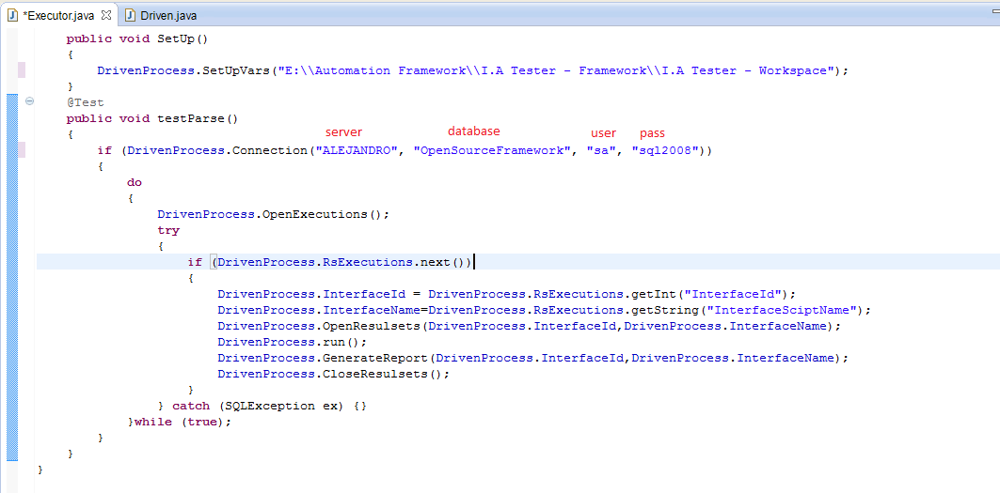 *Executor.java Driven.java
public void SetUp()
{
DrivenProcess.SetUpVars("E:\\Automation Framework\\I.A Tester - Framework\\I.A Tester - Workspace");
}
@Test
public void testParse()
server database user pass
{
if (DrivenProcess.Connection("ALEJANDRO", "OpenSourceFramework", "sa", "sql2008"))
{
do
{
DrivenProcess.OpenExecutions();
try
{
if (DrivenProcess.RsExecutions.next())
{
DrivenProcess.InterfaceId = DrivenProcess.RsExecutions.getInt("InterfaceId");
DrivenProcess.InterfaceName=DrivenProcess.RsExecutions.getString("InterfaceSciptName");
DrivenProcess.OpenResulsets(DrivenProcess.InterfaceId,DrivenProcess.InterfaceName);
DrivenProcess.run();
DrivenProcess.GenerateReport(DrivenProcess.InterfaceId,DrivenProcess.InterfaceName);
DrivenProcess.CloseResulsets();
}
} catch (SQLException ex) {}
}while (true);
}
}
}